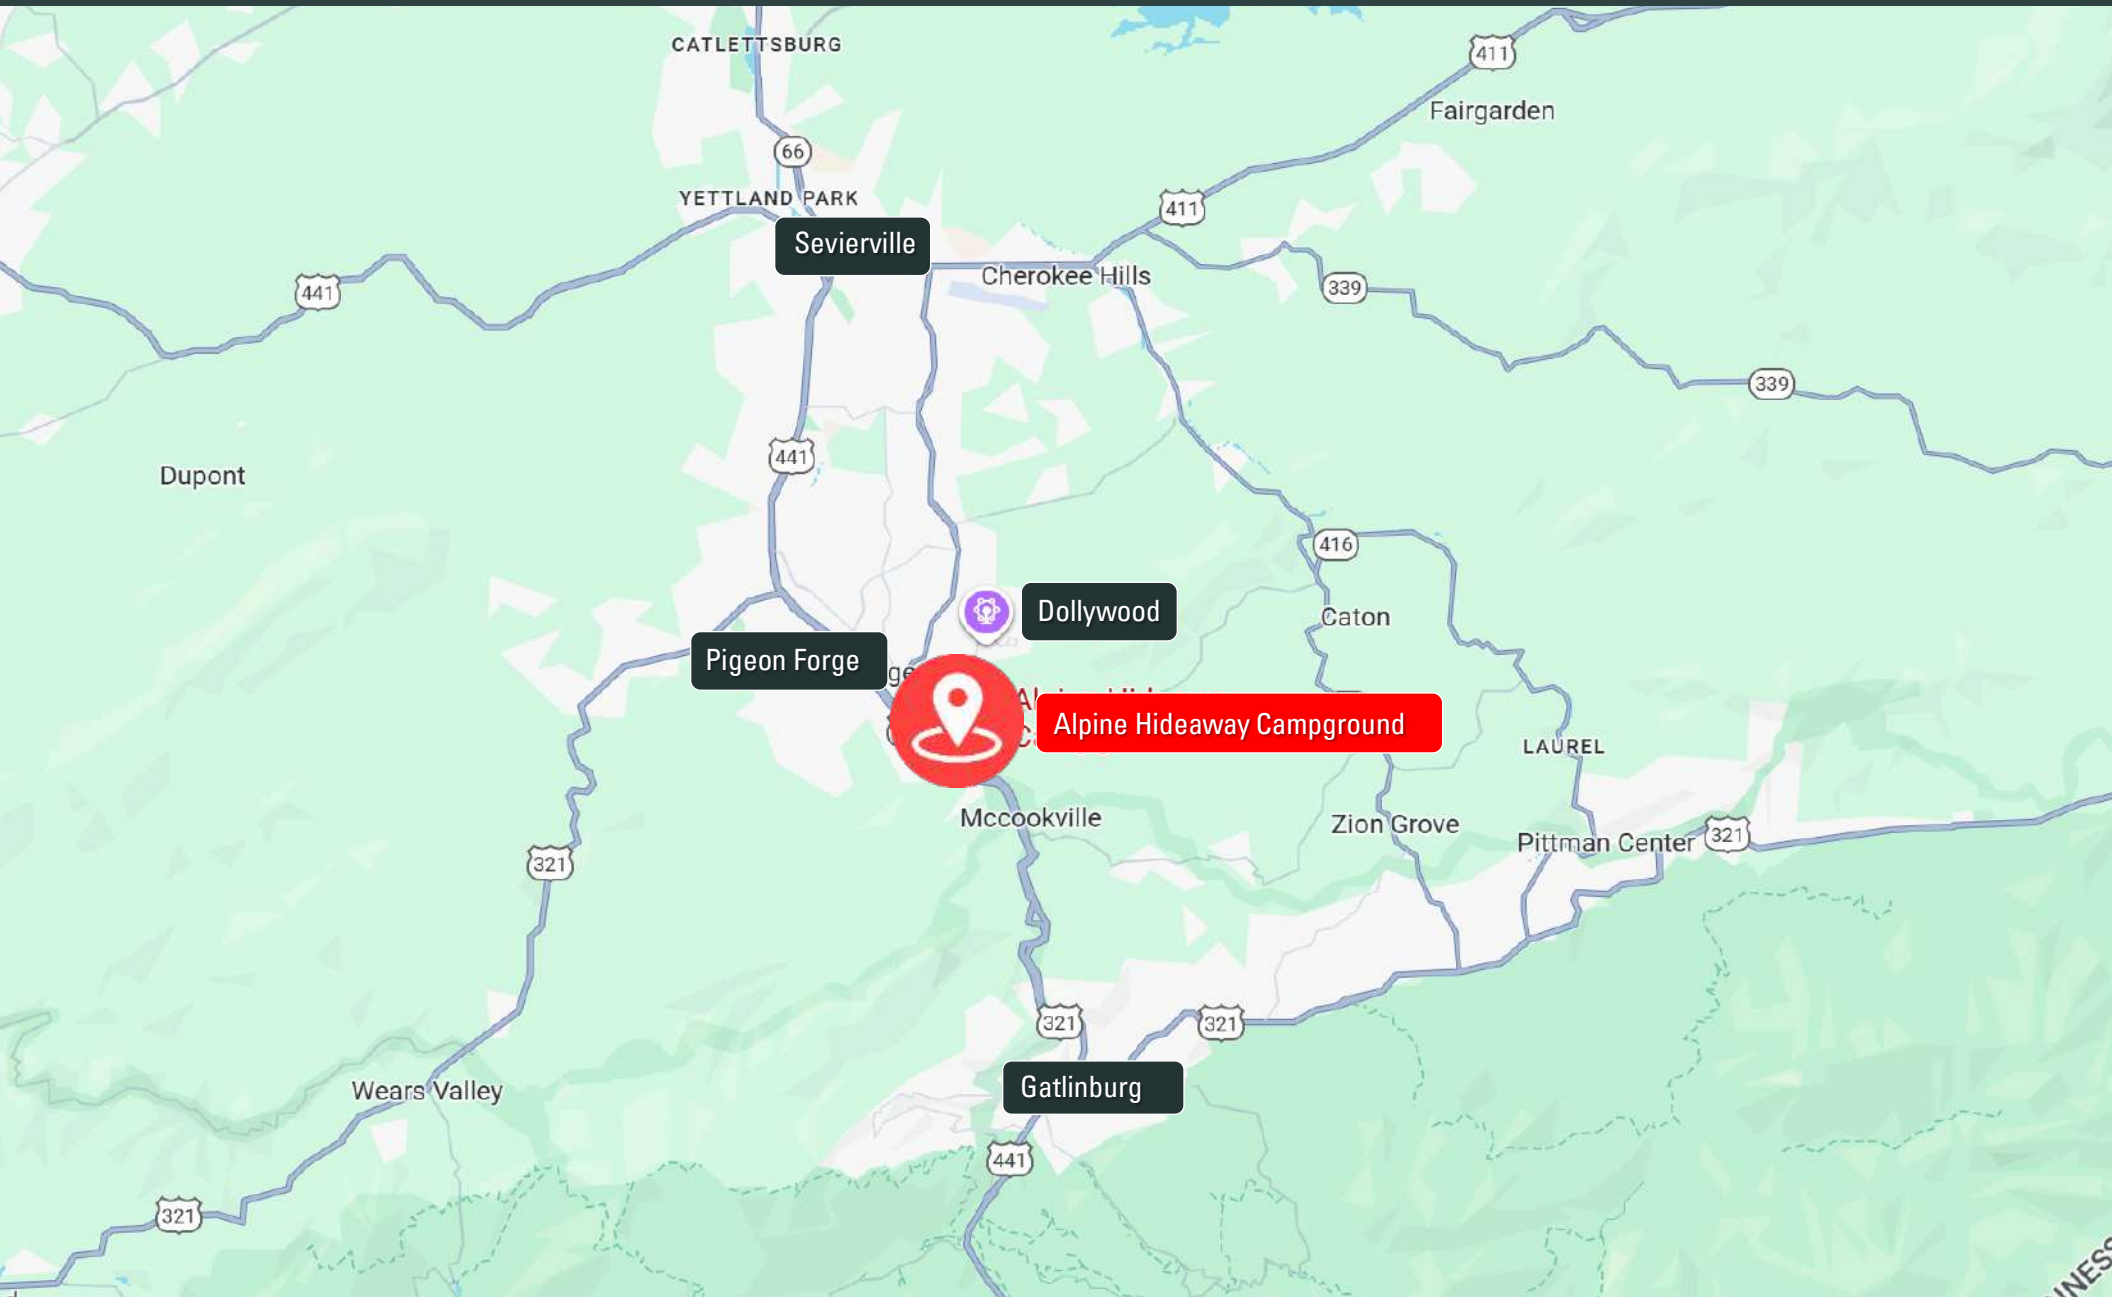 CATLETTSBURG
411
Fairgarden
66
YETTLAND PARK
411
Sevierville
Cherokee Hills
441
339
339
441
Dupont
416
Dollywood
Caton
Pigeon Forge
Alpine Hideaway Campground
LAUREL
Mccookville
Zion Grove
Pittman Center
321
321
321
321
Gatlinburg
Wears Valley
441
321